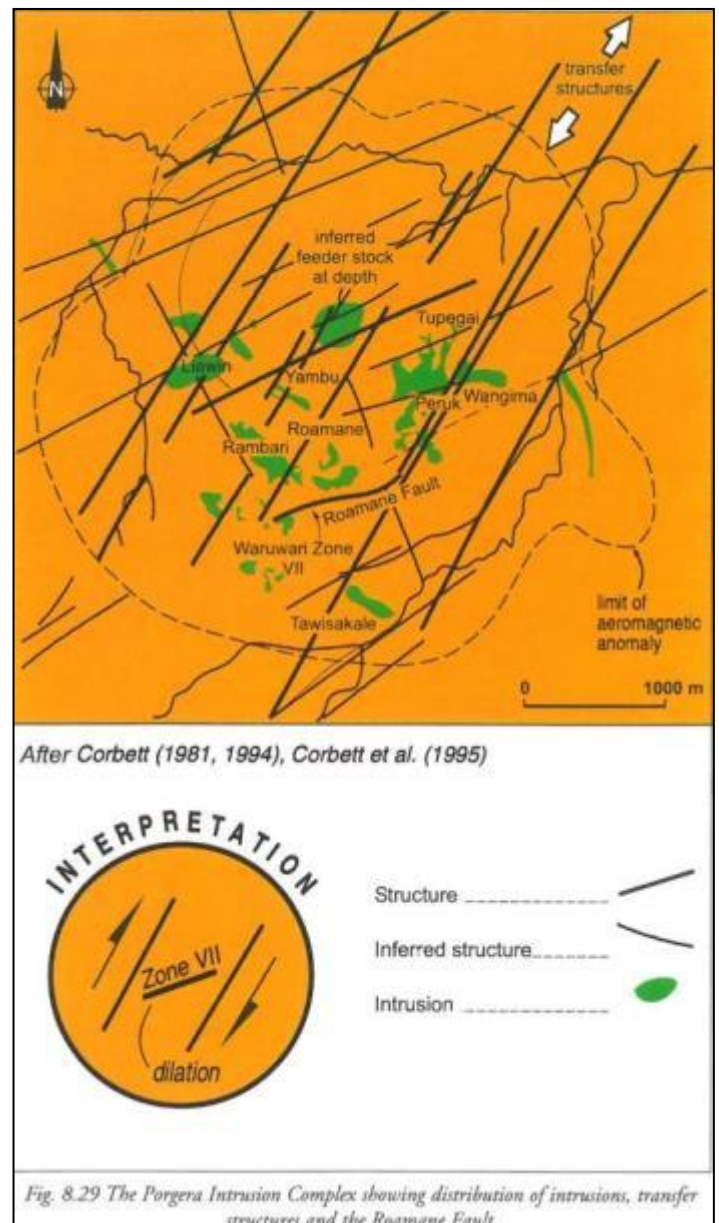 N
transfer
structures
inferred
feeder stock
at depth
Tupegai
Liawin
Yambu
Peruk
Wangima
Roamane
Rambari
Roamane Fault
Waruwari Zone
VII
Tawisakale
limit of
aeromagnetic
anomaly
0 1000 m
After Corbett (1981, 1994), Corbett et al. (1995)
INTERPRETATION
Zone VII
dilation
Structure
Inferred structure
Intrusion
Fig. 8.29 The Porgera Intrusion Complex showing distribution of intrusions, transfer
structures and the Roamane Fault